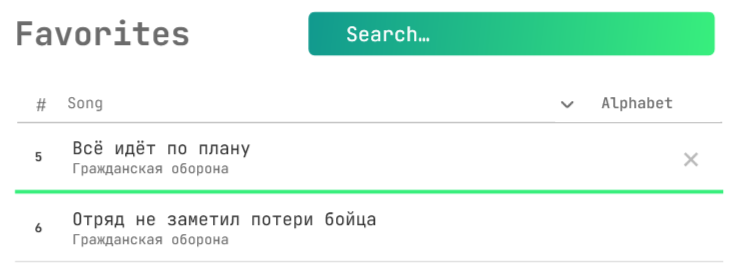 Favorites
Search…
# Song Alphabet
5 Всё идёт по плану
Гражданская оборона
6 Отряд не заметил потери бойца
Гражданская оборона